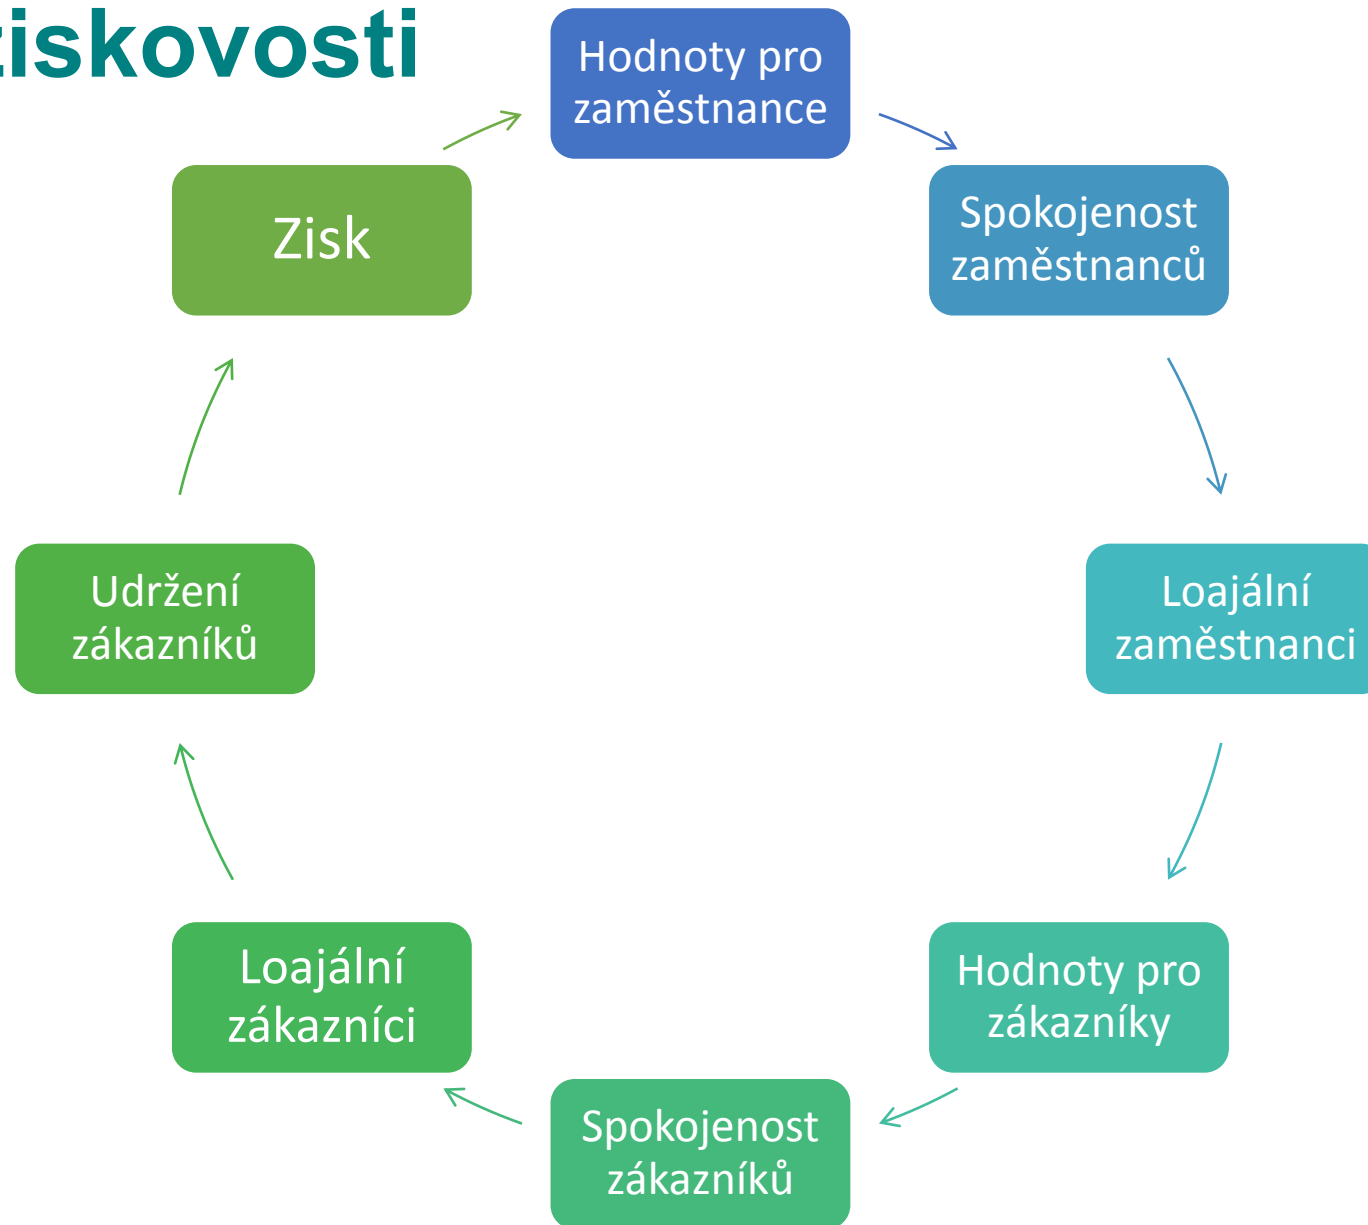 ziskovosti
Hodnoty pro
zaměstnance
Spokojenost
zaměstnanců
Loajální
zaměstnanci
Hodnoty pro
zákazníky
Spokojenost
zákazníků
Loajální
zákazníci
Udržení
zákazníků
Zisk